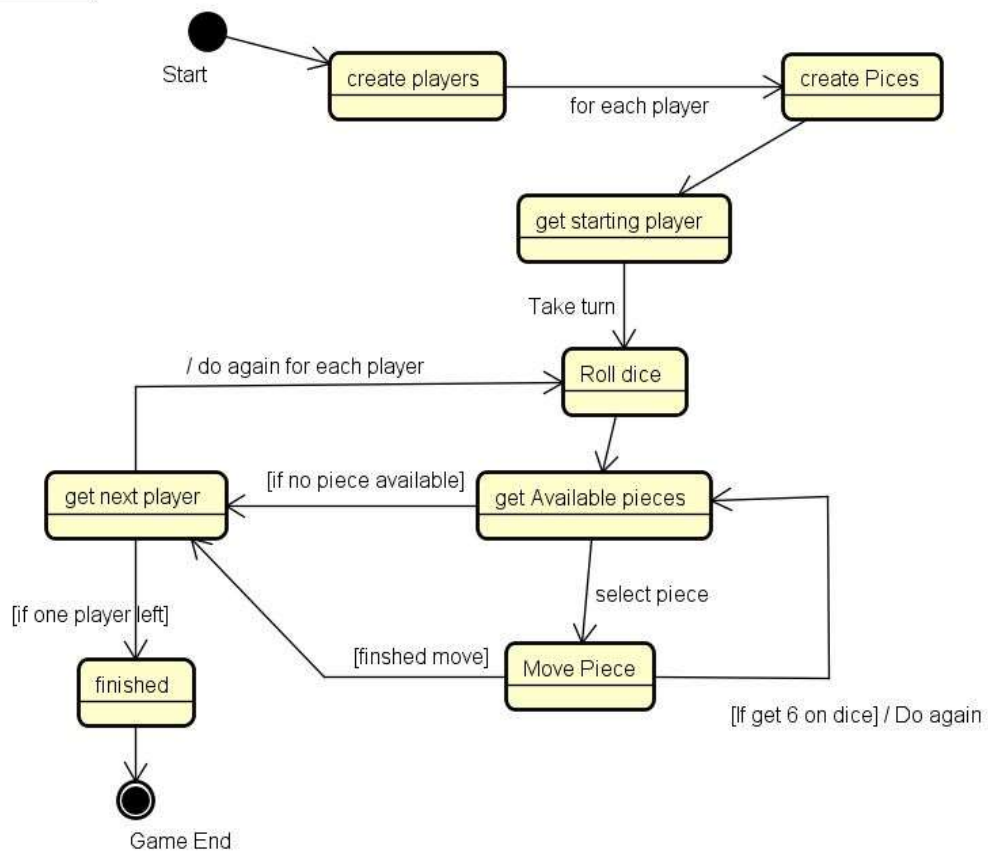 Start
create players
for each player
create Pices
get starting player
Take turn
/ do again for each player
Roll dice
[if no piece available]
get next player
get Available pieces
select piece
[if one player left]
[finshed move]
Move Piece
finished
[If get 6 on dice] / Do again
Game End